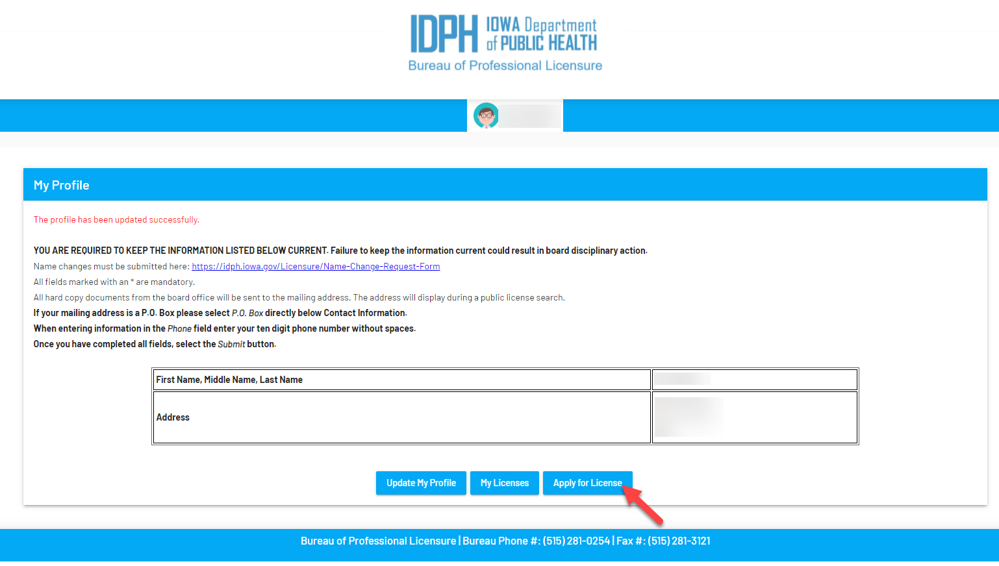 IDPH IOWA Department
of PUBLIC HEALTH
Bureau of Professional Licensure
My Profile
The profile has been updated successfully.
YOU ARE REQUIRED TO KEEP THE INFORMATION LISTED BELOW CURRENT. Failure to keep the information current could result in board disciplinary action.
Name changes must be submitted here: https://idph.iowa.gov/Licensure/Name-Change-Request-Form
All fields marked with an * are mandatory.
All hard copy documents from the board office will be sent to the mailing address. The address will display during a public license search.
If your mailing address is a P.O. Box please select P.O. Box directly below Contact Information.
When entering information in the Phone field enter your ten digit phone number without spaces.
Once you have completed all fields, select the Submit button.
First Name, Middle Name, Last Name
Address
Update My Profile My Licenses Apply for License
Bureau of Professional Licensure | Bureau Phone #: (515) 281-0254 | Fax #: (515) 281-3121